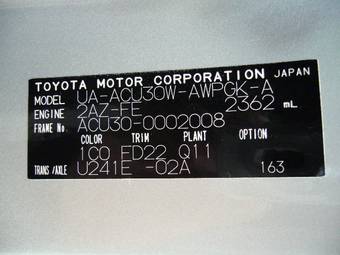 TOYOTA MOTOR CORPORATION JAPAN
MODEL UA-ACU30W-AWPGK-A
ENGINE 2AZ-FE 2362 mL
FRAME No. ACU30-0002008
COLOR TRIM PLANT OPTION
1C0 FD22 Q11
TRANS/AXLE U241E -02A 163